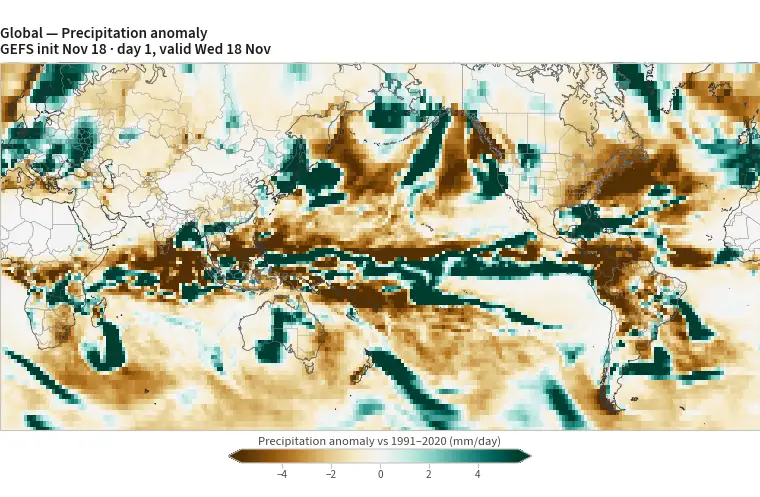 Global — Precipitation anomaly
GEFS init Nov 18 · day 1, valid Wed 18 Nov
Precipitation anomaly vs 1991–2020 (mm/day)
−4 −2 0 2 4